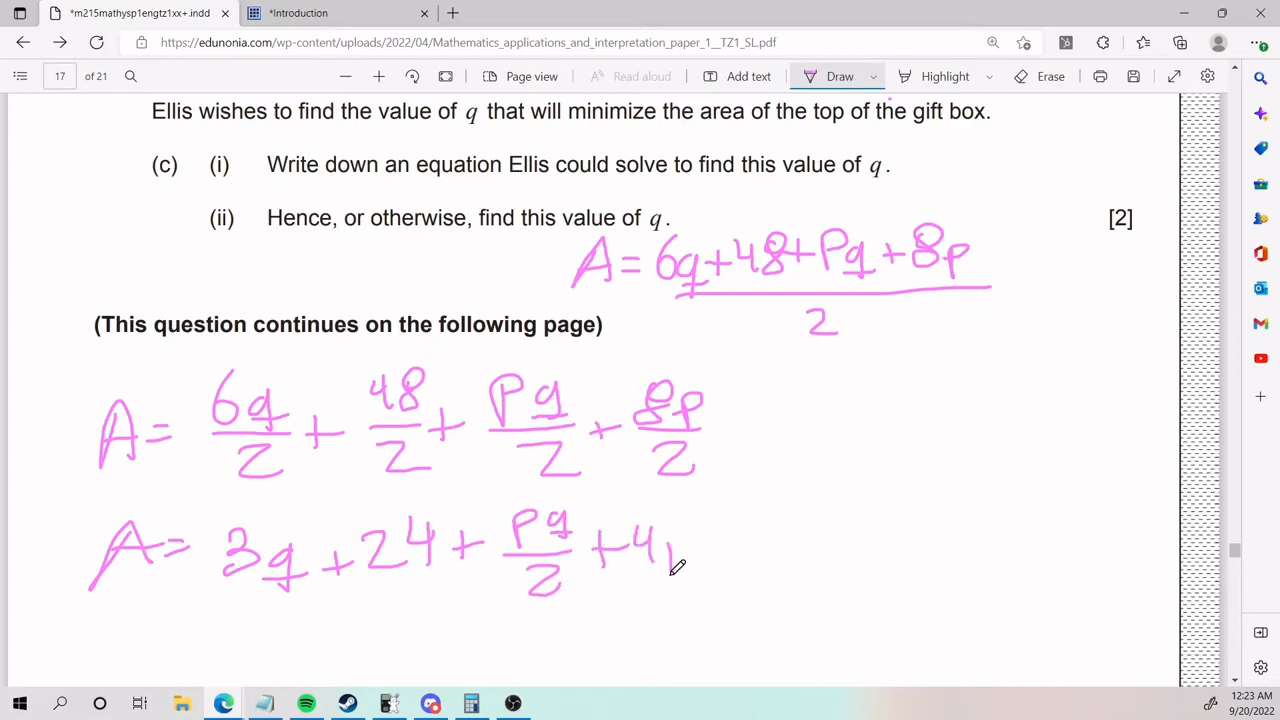 *m215mathysp1engtz1x+.indd
*Introduction
https://edunonia.com/wp-content/uploads/2022/04/Mathematics_applications_and_interpretation_paper_1__TZ1_SL.pdf
17 of 21 Page view Read aloud Add text Draw Highlight Erase
Ellis wishes to find the value of q that will minimize the area of the top of the gift box.
(c) (i) Write down an equation Ellis could solve to find this value of q .
(ii) Hence, or otherwise, find this value of q . [2]
A = 6q+48+Pq+8p
2
(This question continues on the following page)
A = 6q/2 + 48/2 + Pq/2 + 8p/2
A = 3q+24+Pq/2+4
12:23 AM
9/20/2022